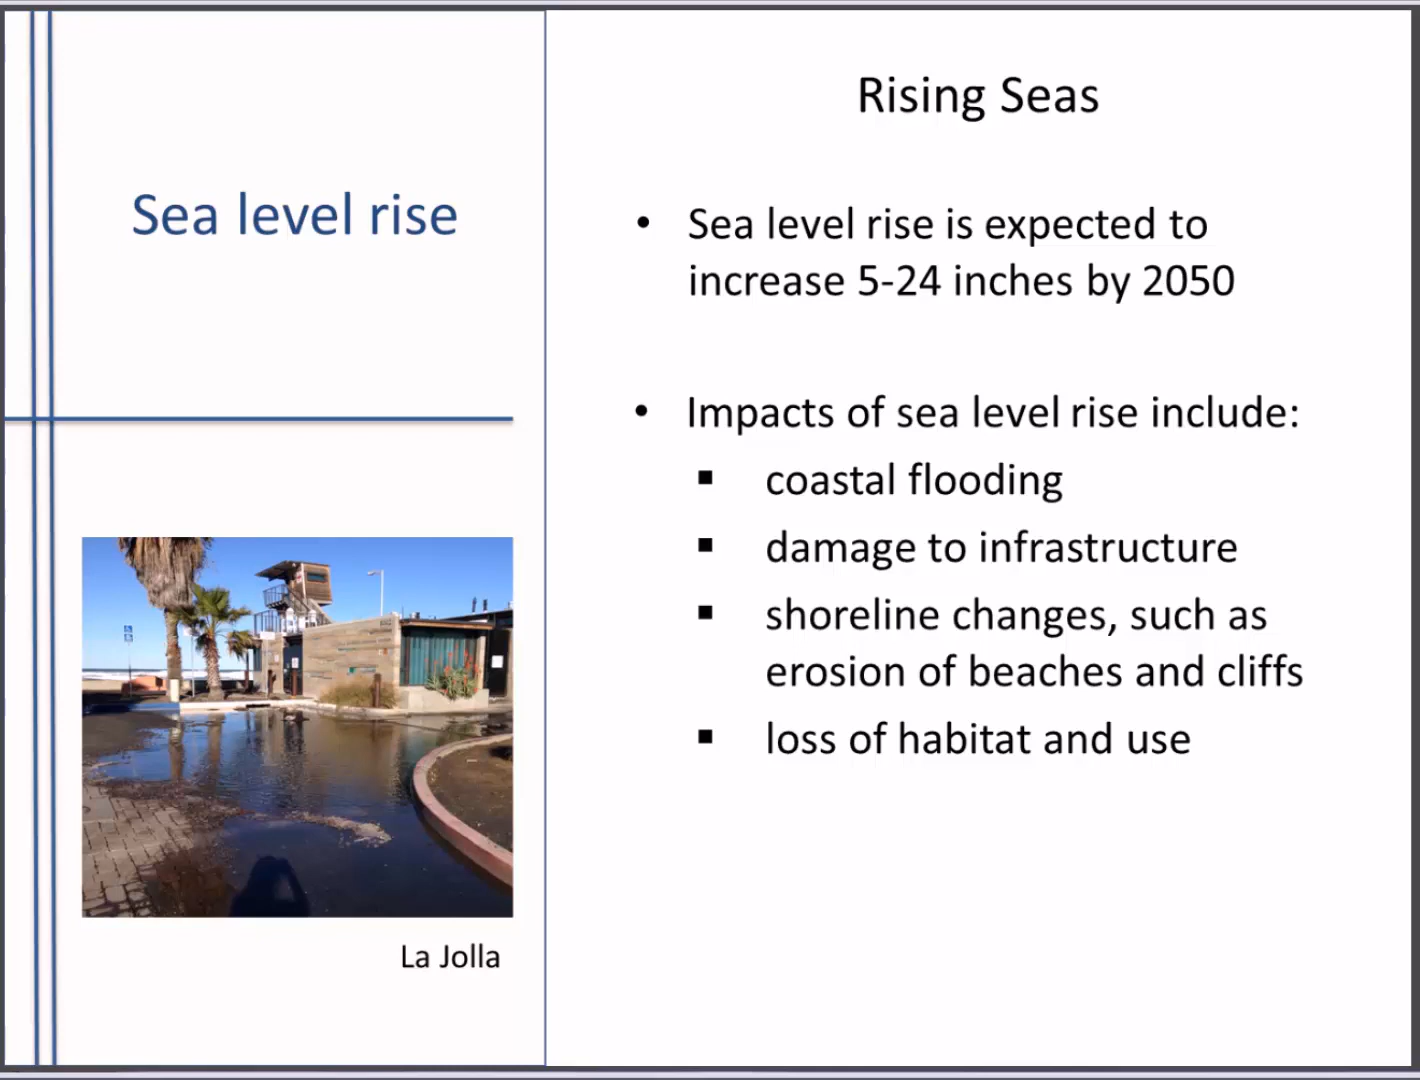 Sea level rise
La Jolla
Rising Seas
• Sea level rise is expected to
increase 5-24 inches by 2050
• Impacts of sea level rise include:
▪ coastal flooding
▪ damage to infrastructure
▪ shoreline changes, such as
erosion of beaches and cliffs
▪ loss of habitat and use